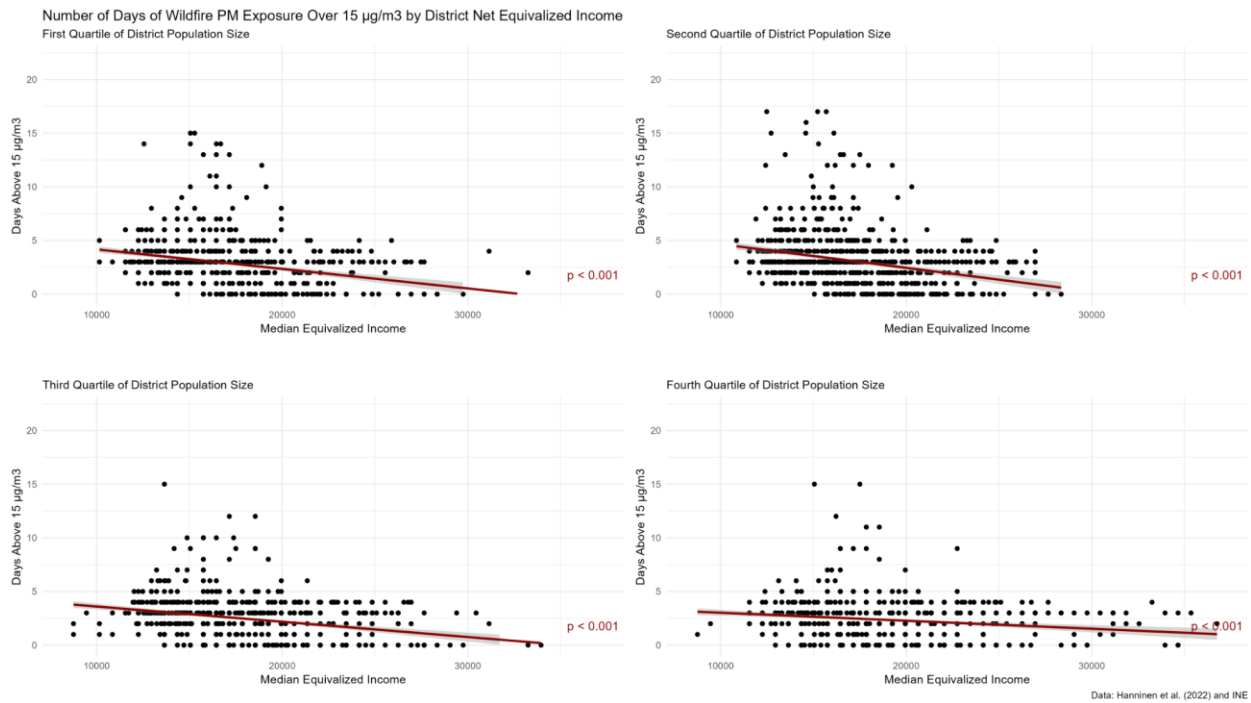 Number of Days of Wildfire PM Exposure Over 15 µg/m3 by District Net Equivalized Income
First Quartile of District Population Size
20
15
10
5
0
Days Above 15 µg/m3
p < 0.001
10000 20000 30000
Median Equivalized Income
Second Quartile of District Population Size
20
15
10
5
0
Days Above 15 µg/m3
p < 0.001
10000 20000 30000
Median Equivalized Income
Third Quartile of District Population Size
20
15
10
5
0
Days Above 15 µg/m3
p < 0.001
10000 20000 30000
Median Equivalized Income
Fourth Quartile of District Population Size
20
15
10
5
0
Days Above 15 µg/m3
p < 0.001
10000 20000 30000
Median Equivalized Income
Data: Hanninen et al. (2022) and INE